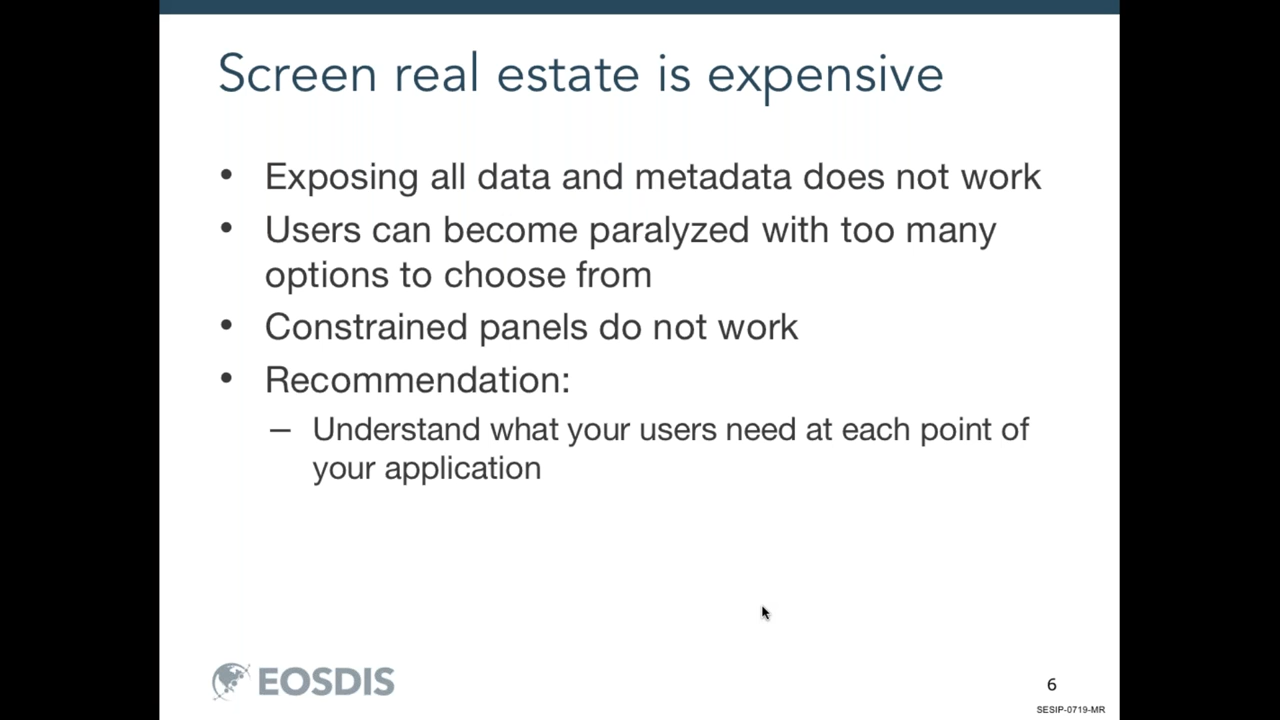 Screen real estate is expensive
• Exposing all data and metadata does not work
• Users can become paralyzed with too many
options to choose from
• Constrained panels do not work
• Recommendation:
– Understand what your users need at each point of
your application
EOSDIS
6
SESIP-0719-MR